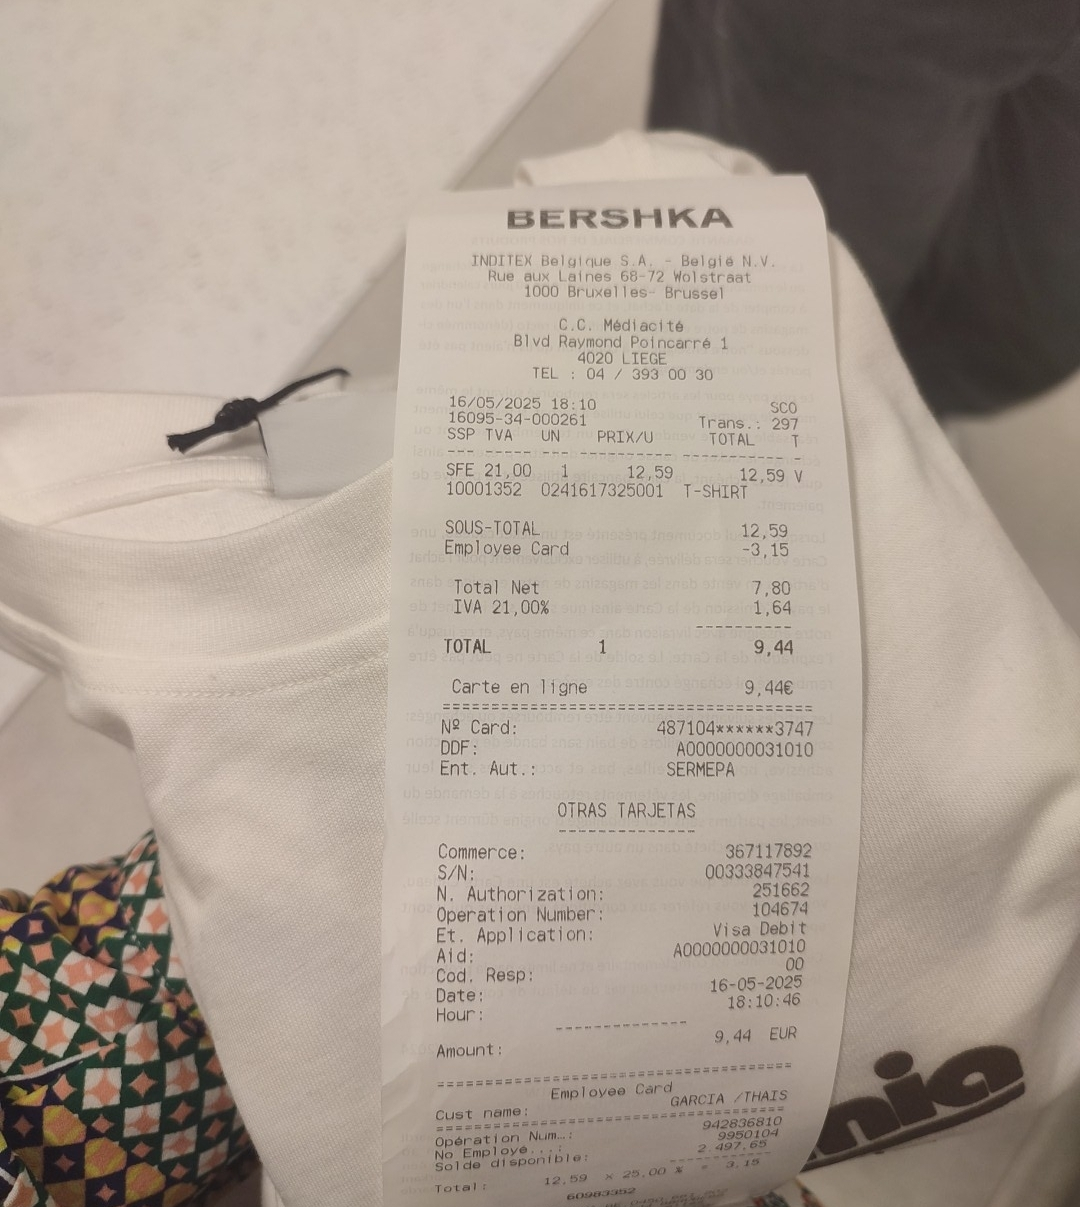 BERSHKA
INDITEX Belgique S.A. - België N.V.
Rue aux Laines 68-72 Wolstraat
1000 Bruxelles- Brussel
C.C. Médiacité
Blvd Raymond Poincarré 1
4020 LIEGE
TEL : 04 / 393 00 30
16/05/2025 18:10 SCO
16095-34-000261 Trans.: 297
SSP TVA UN PRIX/U TOTAL T
SFE 21,00 1 12,59 12,59 V
10001352 0241617325001 T-SHIRT
SOUS-TOTAL 12,59
Employee Card -3,15
Total Net 7,80
IVA 21,00% 1,64
TOTAL 1 9,44
Carte en ligne 9,44€
Nº Card: 487104******3747
DDF: A0000000031010
Ent. Aut.: SERMEPA
OTRAS TARJETAS
Commerce: 367117892
S/N: 00333847541
N. Authorization: 251662
Operation Number: 104674
Et. Application: Visa Debit
Aid: A0000000031010
Cod. Resp: 00
Date: 16-05-2025
Hour: 18:10:46
Amount: 9,44 EUR
Employee Card
Cust name: GARCIA /THAIS
Opération Num…: 942836810
No Employé...: 9950104
Solde disponible: 2.497,65
Total: 12,59 x 25,00 % = 3,15
60983352
nia